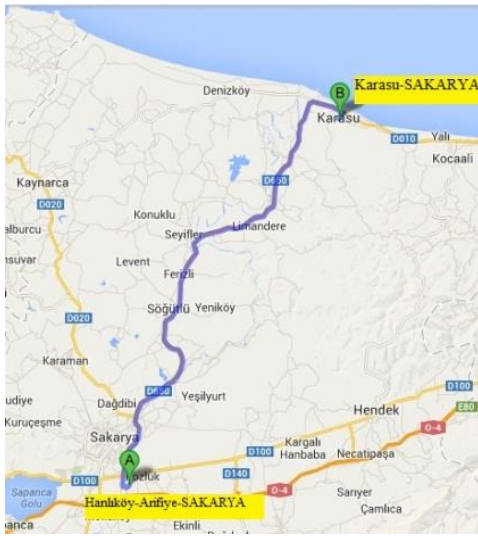 Karasu-SAKARYA
B
Denizköy
Karasu
D010
Yalı
Kocaali
D650
Kaynarca
D020
Konuklu
Limandere
Seyifler
Levent
Ferizli
Söğütlü
Yeniköy
D020
Karaman
D650
Yeşilyurt
D100
Dağdibi
E80
Hendek
Kuruçeşme
O-4
Sakarya
Kargalı
Hanbaba
Necatipaşa
A
D100
D100
D140
Sapanca
Golu
O-4
Sarıyer
Hanlıköy-Arifiye-SAKARYA
Çamlıca
Ekinli